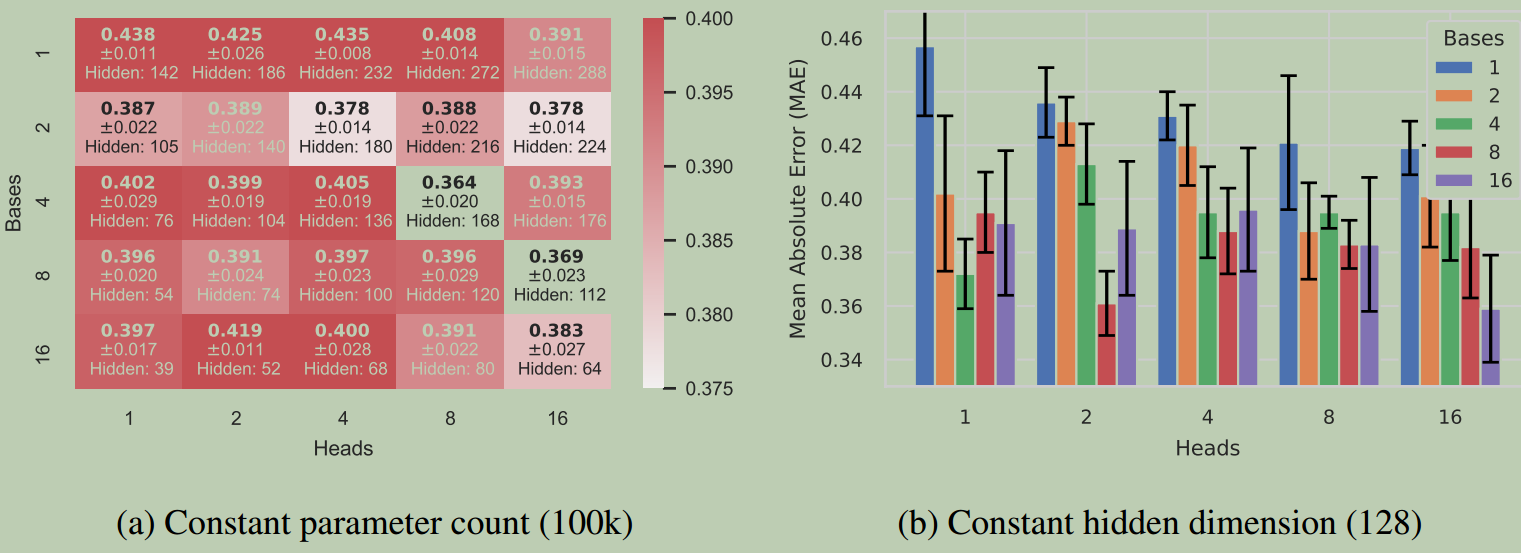 0.438 0.425 0.435 0.408 0.391
±0.011 ±0.026 ±0.008 ±0.014 ±0.015
Hidden: 142 Hidden: 186 Hidden: 232 Hidden: 272 Hidden: 288
1
0.387 0.389 0.378 0.388 0.378
±0.022 ±0.022 ±0.014 ±0.022 ±0.014
Hidden: 105 Hidden: 140 Hidden: 180 Hidden: 216 Hidden: 224
2
0.402 0.399 0.405 0.364 0.393
±0.029 ±0.019 ±0.019 ±0.020 ±0.015
Hidden: 76 Hidden: 104 Hidden: 136 Hidden: 168 Hidden: 176
4
Bases
0.396 0.391 0.397 0.396 0.369
±0.020 ±0.024 ±0.023 ±0.029 ±0.023
Hidden: 54 Hidden: 74 Hidden: 100 Hidden: 120 Hidden: 112
8
0.397 0.419 0.400 0.391 0.383
±0.017 ±0.011 ±0.028 ±0.022 ±0.027
Hidden: 39 Hidden: 52 Hidden: 68 Hidden: 80 Hidden: 64
16
1 2 4 8 16
Heads
0.400
0.395
0.390
0.385
0.380
0.375
(a) Constant parameter count (100k)
Mean Absolute Error (MAE)
0.46
0.44
0.42
0.40
0.38
0.36
0.34
Bases
1
2
4
8
16
1 2 4 8 16
Heads
(b) Constant hidden dimension (128)